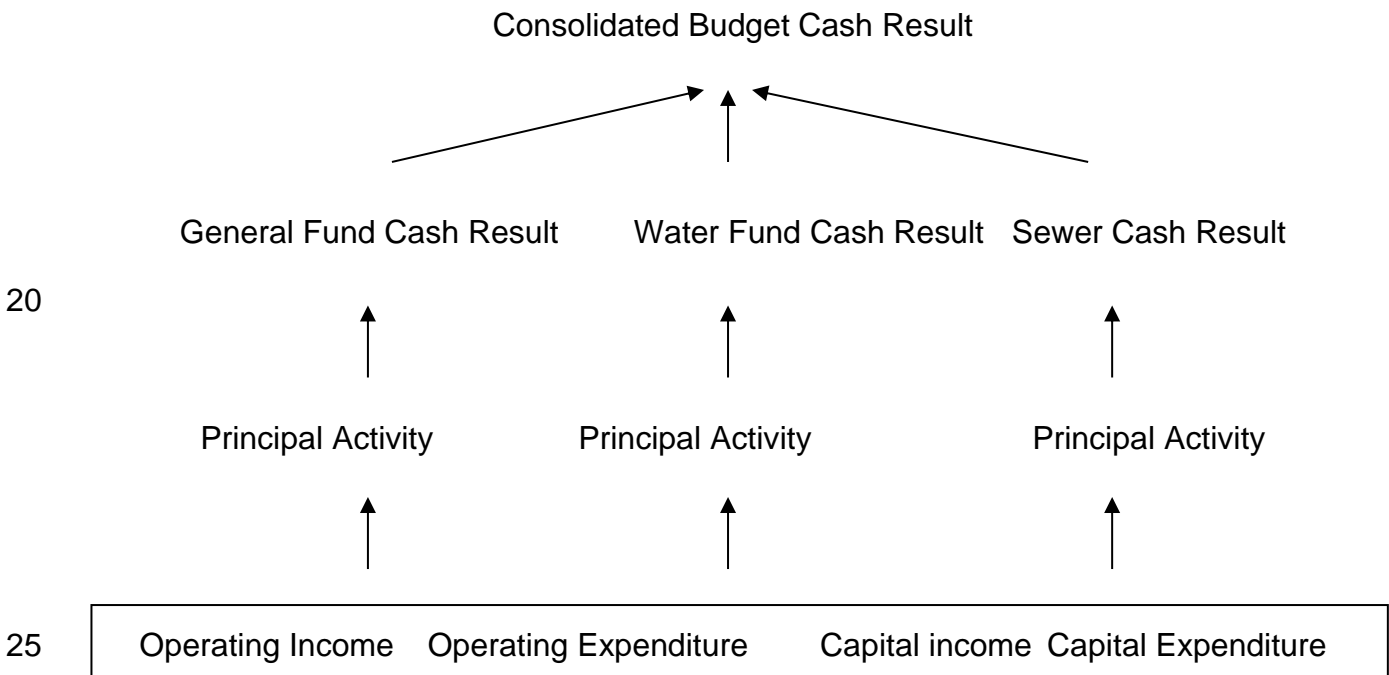 Consolidated Budget Cash Result
General Fund Cash Result Water Fund Cash Result Sewer Cash Result
20
Principal Activity Principal Activity Principal Activity
25 Operating Income Operating Expenditure Capital income Capital Expenditure